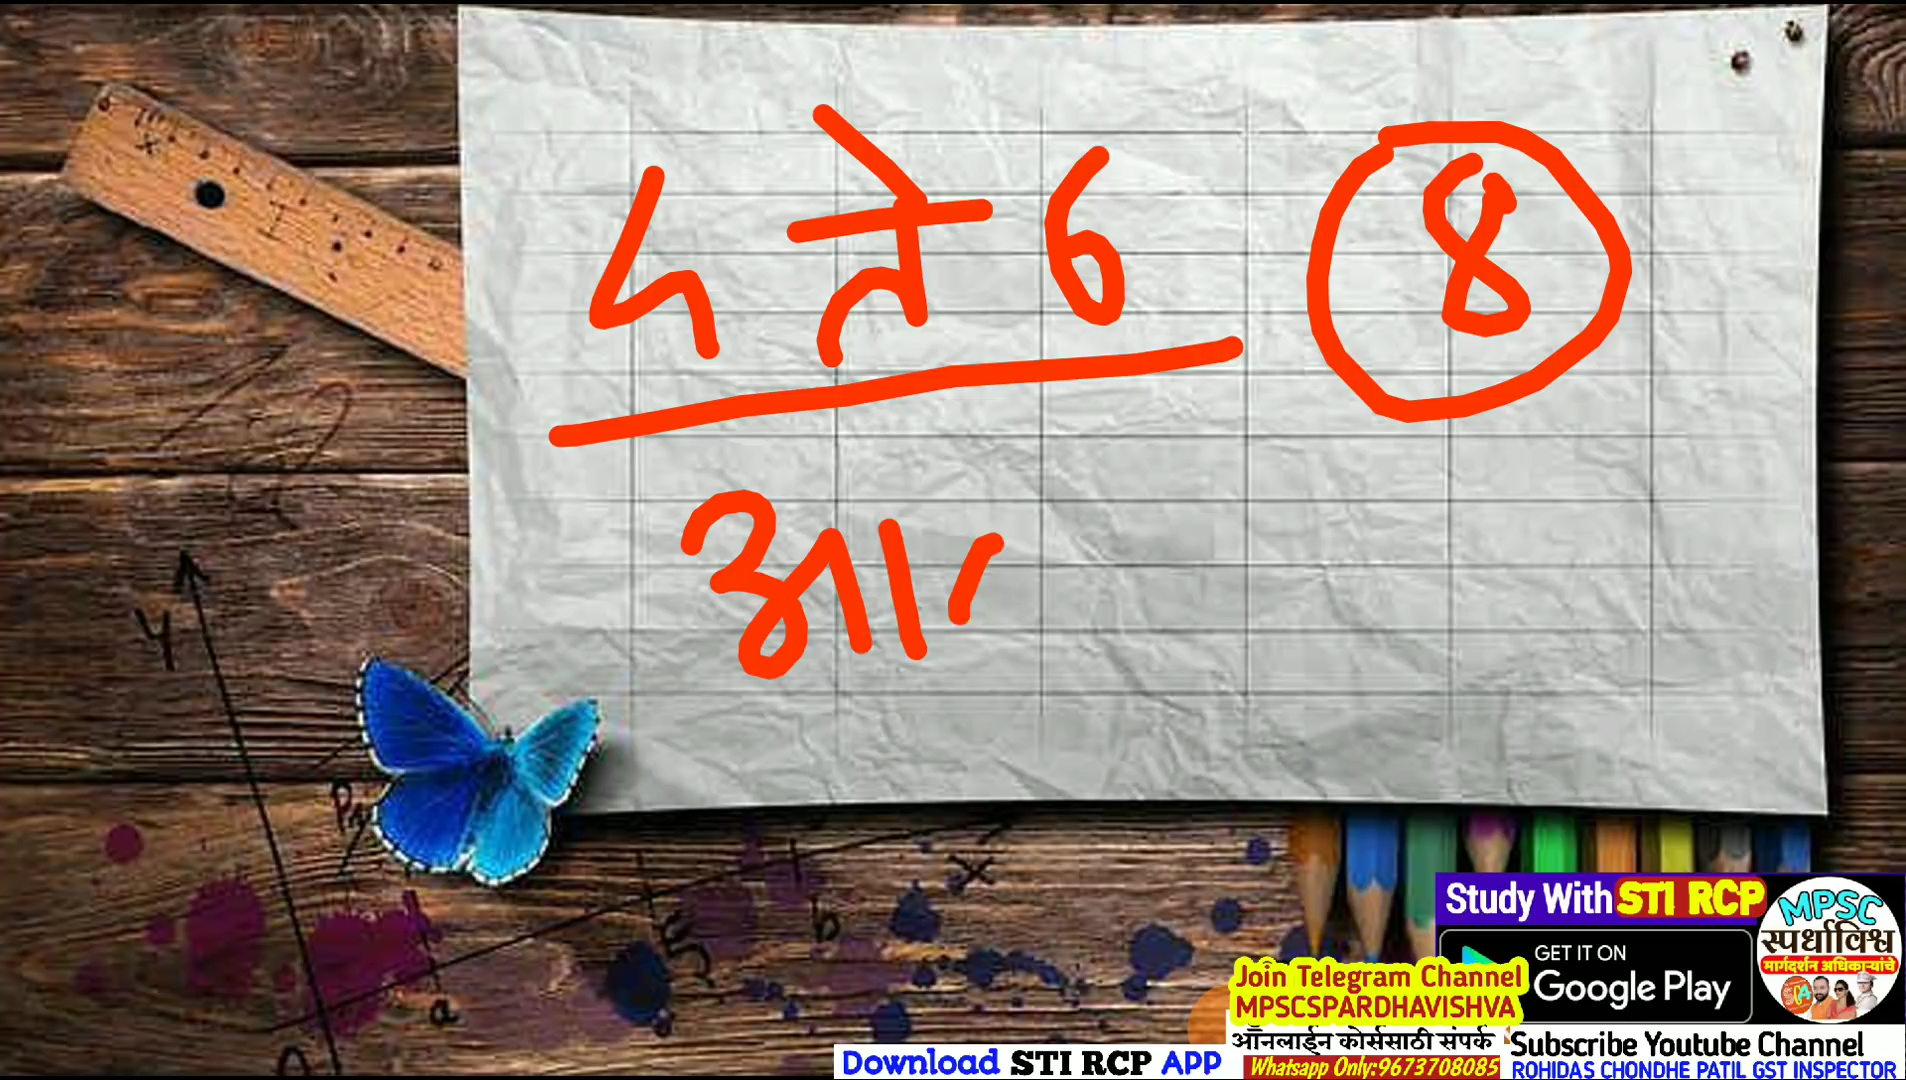 ५ ते ६ 8
आ
Study With STI RCP
MPSC
स्पर्धाविश्व
मार्गदर्शन अधिकाऱ्यांचे
GET IT ON
Google Play
Join Telegram Channel
MPSCSPARDHAVISHVA
ऑनलाईन कोर्ससाठी संपर्क
Whatsapp Only:9673708085
Download STI RCP APP
Subscribe Youtube Channel
ROHIDAS CHONDHE PATIL GST INSPECTOR